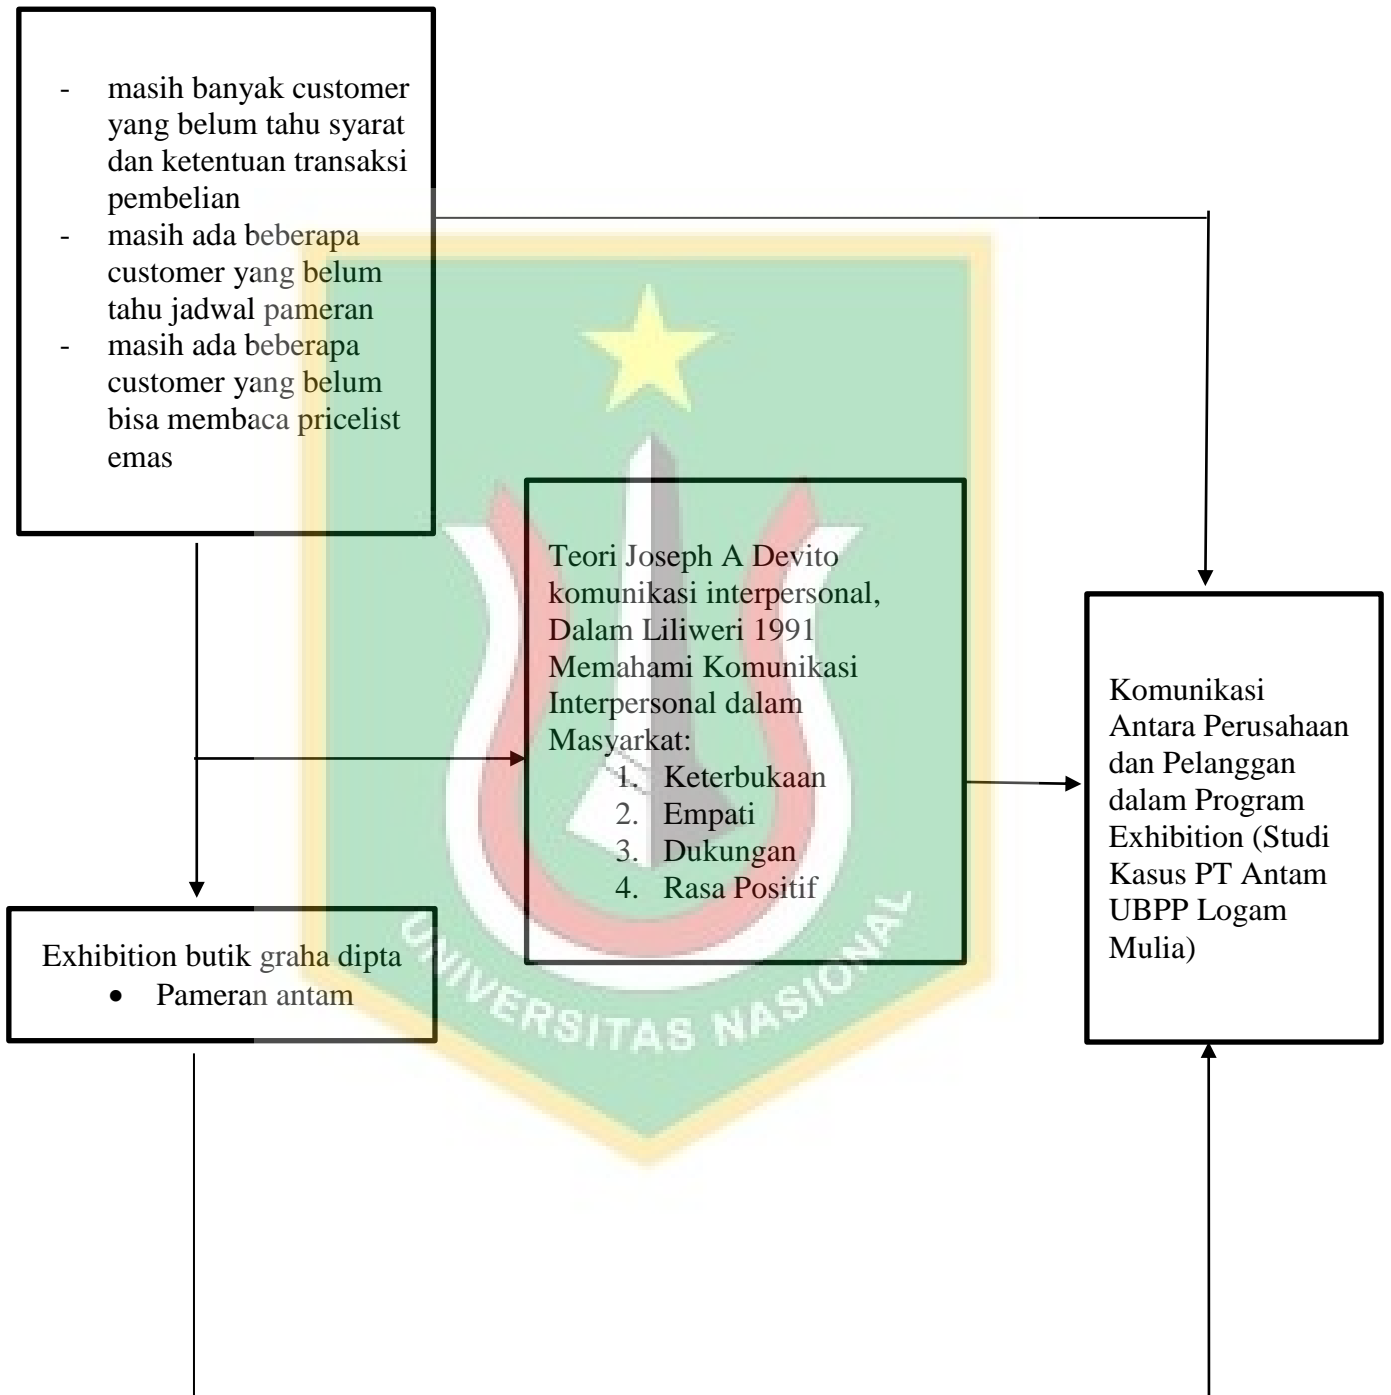 - masih banyak customer
yang belum tahu syarat
dan ketentuan transaksi
pembelian
- masih ada beberapa
customer yang belum
tahu jadwal pameran
- masih ada beberapa
customer yang belum
bisa membaca pricelist
emas
Teori Joseph A Devito
komunikasi interpersonal,
Dalam Liliweri 1991
Memahami Komunikasi
Interpersonal dalam
Masyarkat:
1. Keterbukaan
2. Empati
3. Dukungan
4. Rasa Positif
Komunikasi
Antara Perusahaan
dan Pelanggan
dalam Program
Exhibition (Studi
Kasus PT Antam
UBPP Logam
Mulia)
Exhibition butik graha dipta
• Pameran antam
UNIVERSITAS NASIONAL